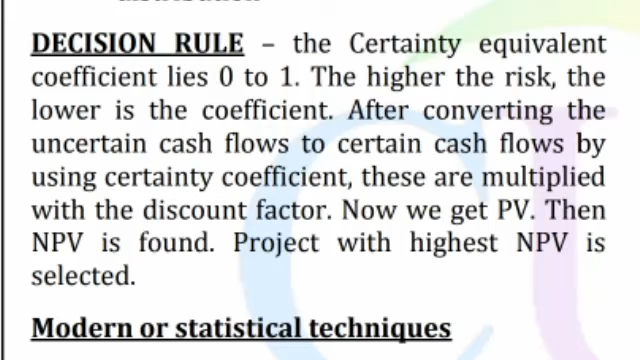 DECISION RULE – the Certainty equivalent
coefficient lies 0 to 1. The higher the risk, the
lower is the coefficient. After converting the
uncertain cash flows to certain cash flows by
using certainty coefficient, these are multiplied
with the discount factor. Now we get PV. Then
NPV is found. Project with highest NPV is
selected.
Modern or statistical techniques